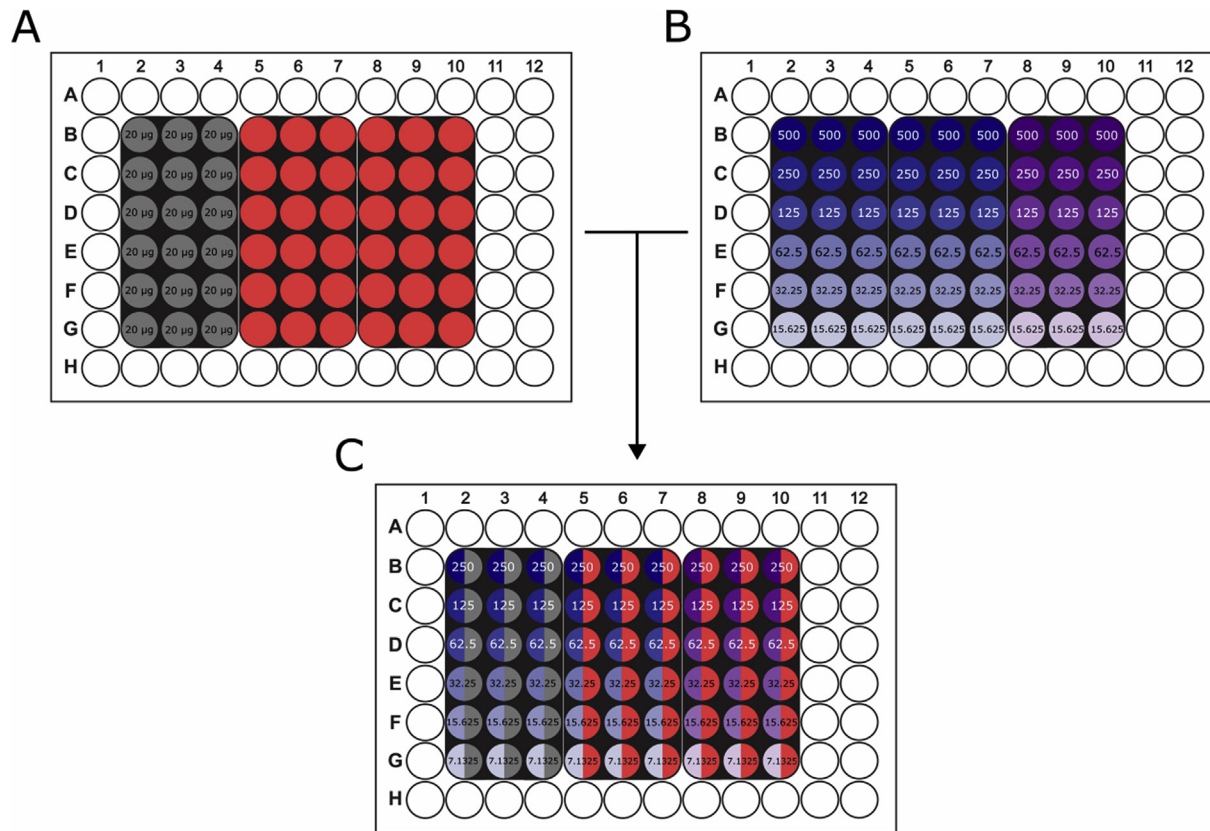 A
1 2 3 4 5 6 7 8 9 10 11 12
A
B 20 µg 20 µg 20 µg
C 20 µg 20 µg 20 µg
D 20 µg 20 µg 20 µg
E 20 µg 20 µg 20 µg
F 20 µg 20 µg 20 µg
G 20 µg 20 µg 20 µg
H
B
1 2 3 4 5 6 7 8 9 10 11 12
A
B 500 500 500 500 500 500 500 500 500
C 250 250 250 250 250 250 250 250 250
D 125 125 125 125 125 125 125 125 125
E 62.5 62.5 62.5 62.5 62.5 62.5 62.5 62.5 62.5
F 32.25 32.25 32.25 32.25 32.25 32.25 32.25 32.25 32.25
G 15.625 15.625 15.625 15.625 15.625 15.625 15.625 15.625 15.625
H
C
1 2 3 4 5 6 7 8 9 10 11 12
A
B 250 250 250 250 250 250 250 250 250
C 125 125 125 125 125 125 125 125 125
D 62.5 62.5 62.5 62.5 62.5 62.5 62.5 62.5 62.5
E 32.25 32.25 32.25 32.25 32.25 32.25 32.25 32.25 32.25
F 15.625 15.625 15.625 15.625 15.625 15.625 15.625 15.625 15.625
G 7.1325 7.1325 7.1325 7.1325 7.1325 7.1325 7.1325 7.1325 7.1325
H